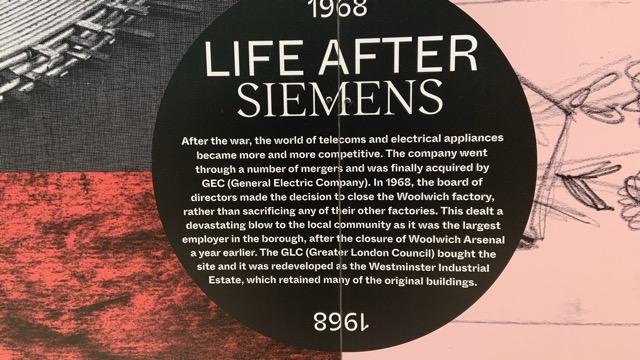 1968
LIFE AFTER
SIEMENS
After the war, the world of telecoms and electrical appliances
became more and more competitive. The company went
through a number of mergers and was finally acquired by
GEC (General Electric Company). In 1968, the board of
directors made the decision to close the Woolwich factory,
rather than sacrificing any of their other factories. This dealt a
devastating blow to the local community as it was the largest
employer in the borough, after the closure of Woolwich Arsenal
a year earlier. The GLC (Greater London Council) bought the
site and it was redeveloped as the Westminster Industrial
Estate, which retained many of the original buildings.
1968